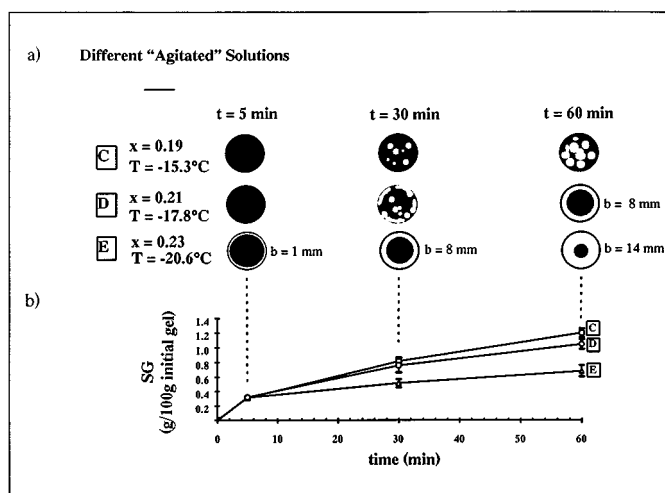 a) Different "Agitated" Solutions
t = 5 min t = 30 min t = 60 min
C x = 0.19
T = -15.3°C
D x = 0.21
T = -17.8°C
b = 8 mm
E x = 0.23
T = -20.6°C
b = 1 mm b = 8 mm b = 14 mm
b)
SG
(g/100g initial gel)
1.4
1.2
1.0
0.8
0.6
0.4
0.2
C
D
E
0 10 20 30 40 50 60
time (min)